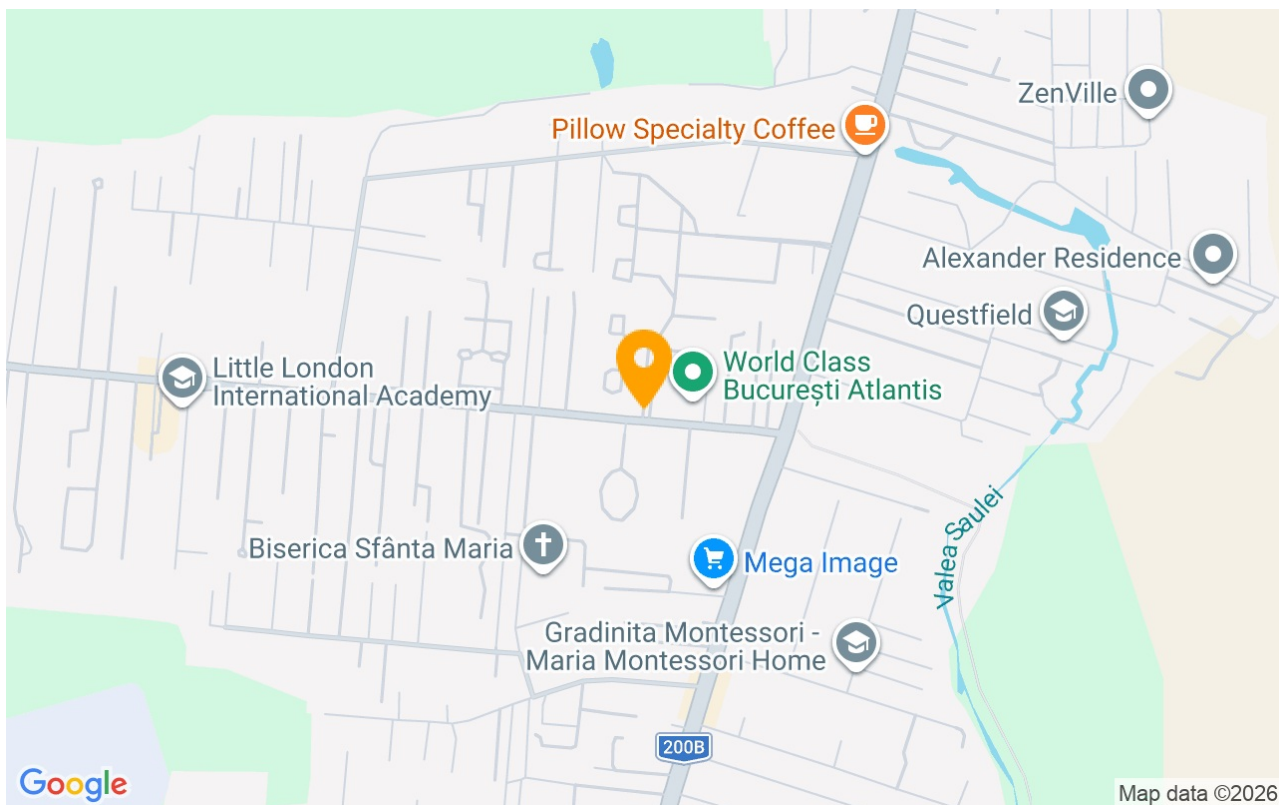 ZenVille
Pillow Specialty Coffee
Alexander Residence
Questfield
World Class
București Atlantis
Little London
International Academy
Valea Saulei
Biserica Sfânta Maria
Mega Image
Gradinita Montessori -
Maria Montessori Home
200B
Google
Map data ©2026